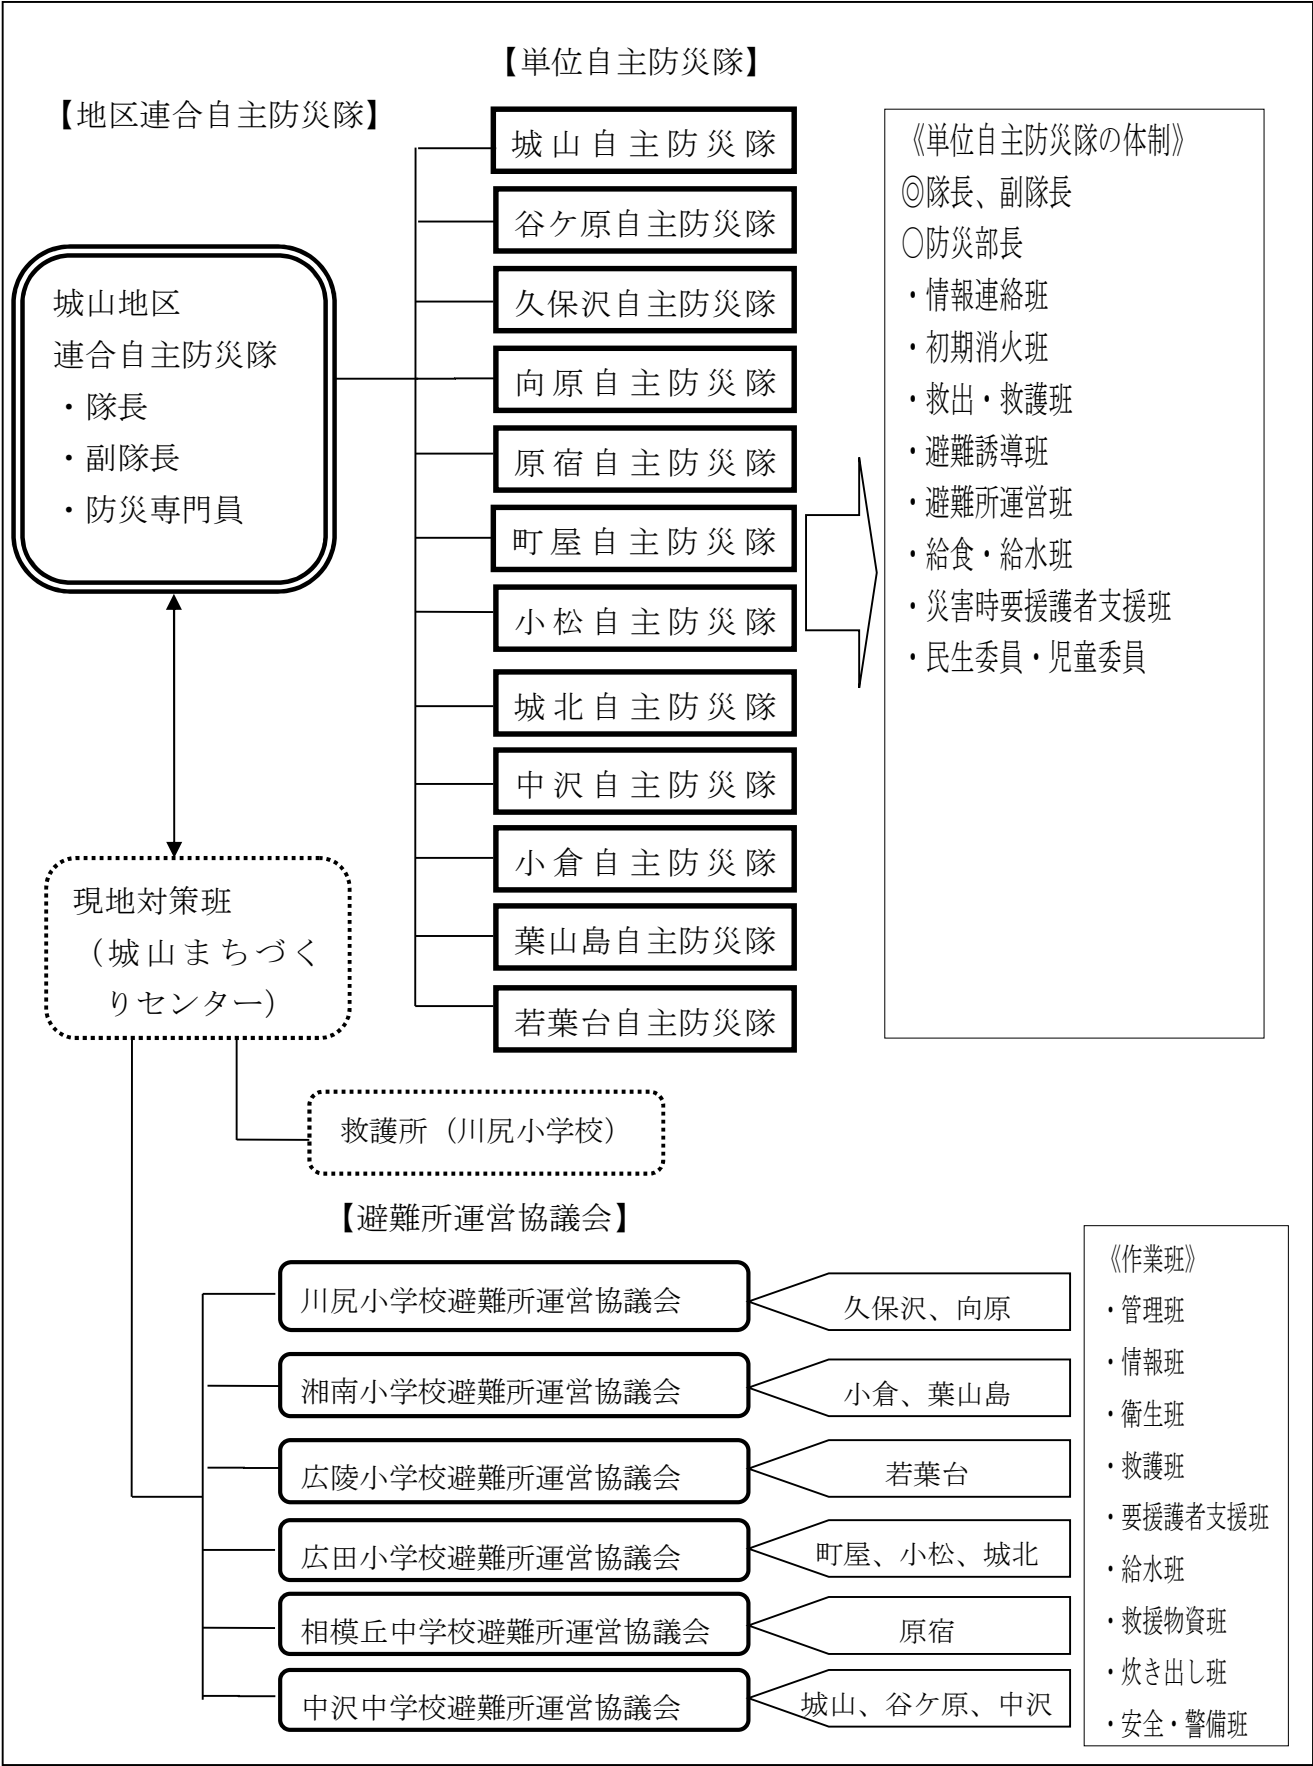 【単位自主防災隊】
【地区連合自主防災隊】
城山地区
連合自主防災隊
・隊長
・副隊長
・防災専門員
城山自主防災隊
谷ケ原自主防災隊
久保沢自主防災隊
向原自主防災隊
原宿自主防災隊
町屋自主防災隊
小松自主防災隊
城北自主防災隊
中沢自主防災隊
小倉自主防災隊
葉山島自主防災隊
若葉台自主防災隊
《単位自主防災隊の体制》
◎隊長、副隊長
○防災部長
・情報連絡班
・初期消火班
・救出・救護班
・避難誘導班
・避難所運営班
・給食・給水班
・災害時要援護者支援班
・民生委員・児童委員
現地対策班
（城山まちづく
りセンター）
救護所（川尻小学校）
【避難所運営協議会】
川尻小学校避難所運営協議会
久保沢、向原
湘南小学校避難所運営協議会
小倉、葉山島
広陵小学校避難所運営協議会
若葉台
広田小学校避難所運営協議会
町屋、小松、城北
相模丘中学校避難所運営協議会
原宿
中沢中学校避難所運営協議会
城山、谷ケ原、中沢
《作業班》
・管理班
・情報班
・衛生班
・救護班
・要援護者支援班
・給水班
・救援物資班
・炊き出し班
・安全・警備班